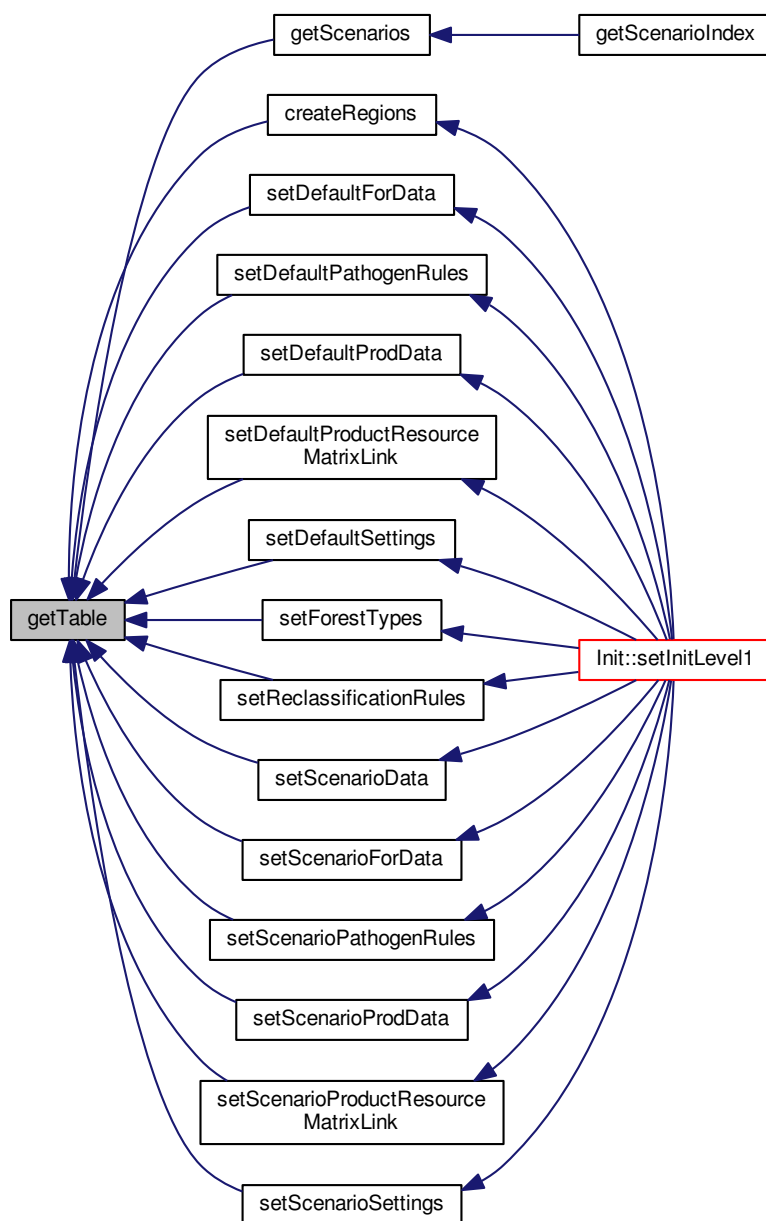 getScenarios
getScenarioIndex
createRegions
setDefaultForData
setDefaultPathogenRules
setDefaultProdData
setDefaultProductResource
MatrixLink
setDefaultSettings
getTable
setForestTypes
Init::setInitLevel1
setReclassificationRules
setScenarioData
setScenarioForData
setScenarioPathogenRules
setScenarioProdData
setScenarioProductResource
MatrixLink
setScenarioSettings